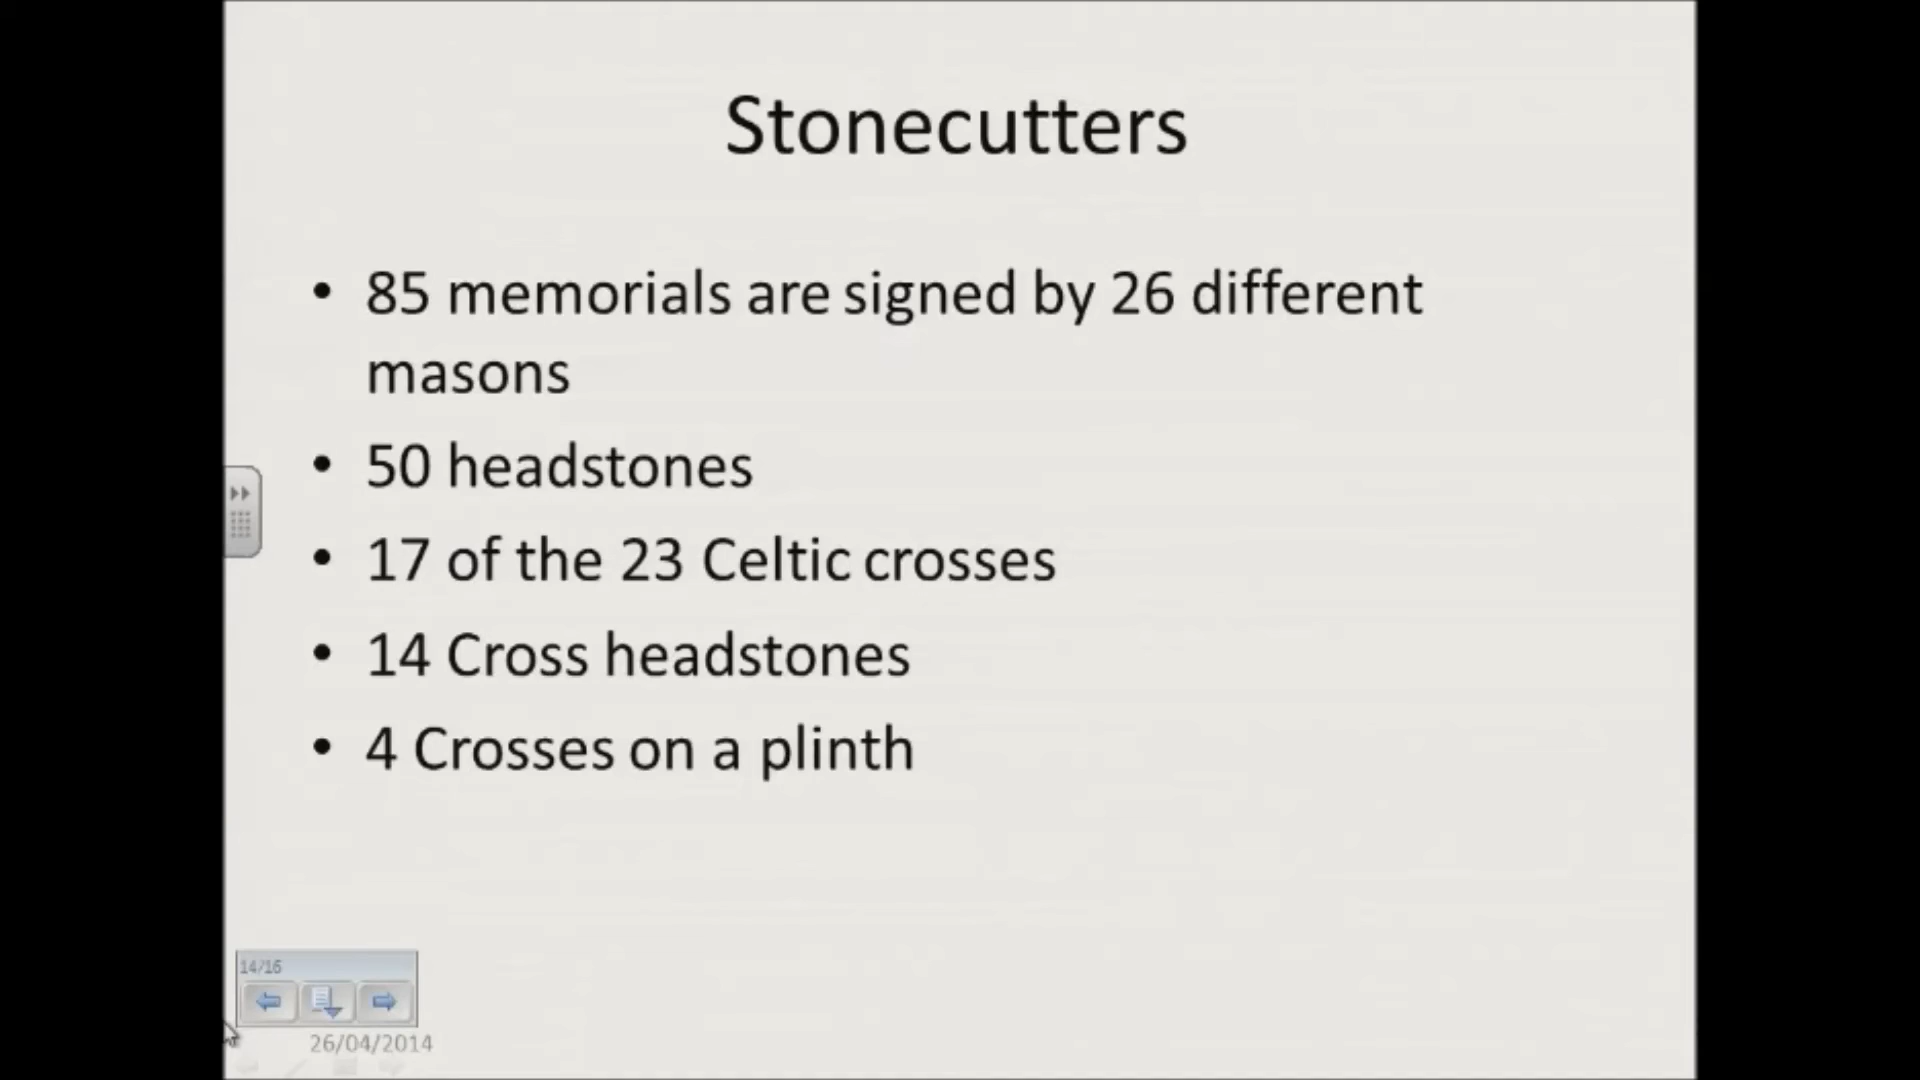 Stonecutters
• 85 memorials are signed by 26 different
masons
• 50 headstones
• 17 of the 23 Celtic crosses
• 14 Cross headstones
• 4 Crosses on a plinth
14/16
26/04/2014